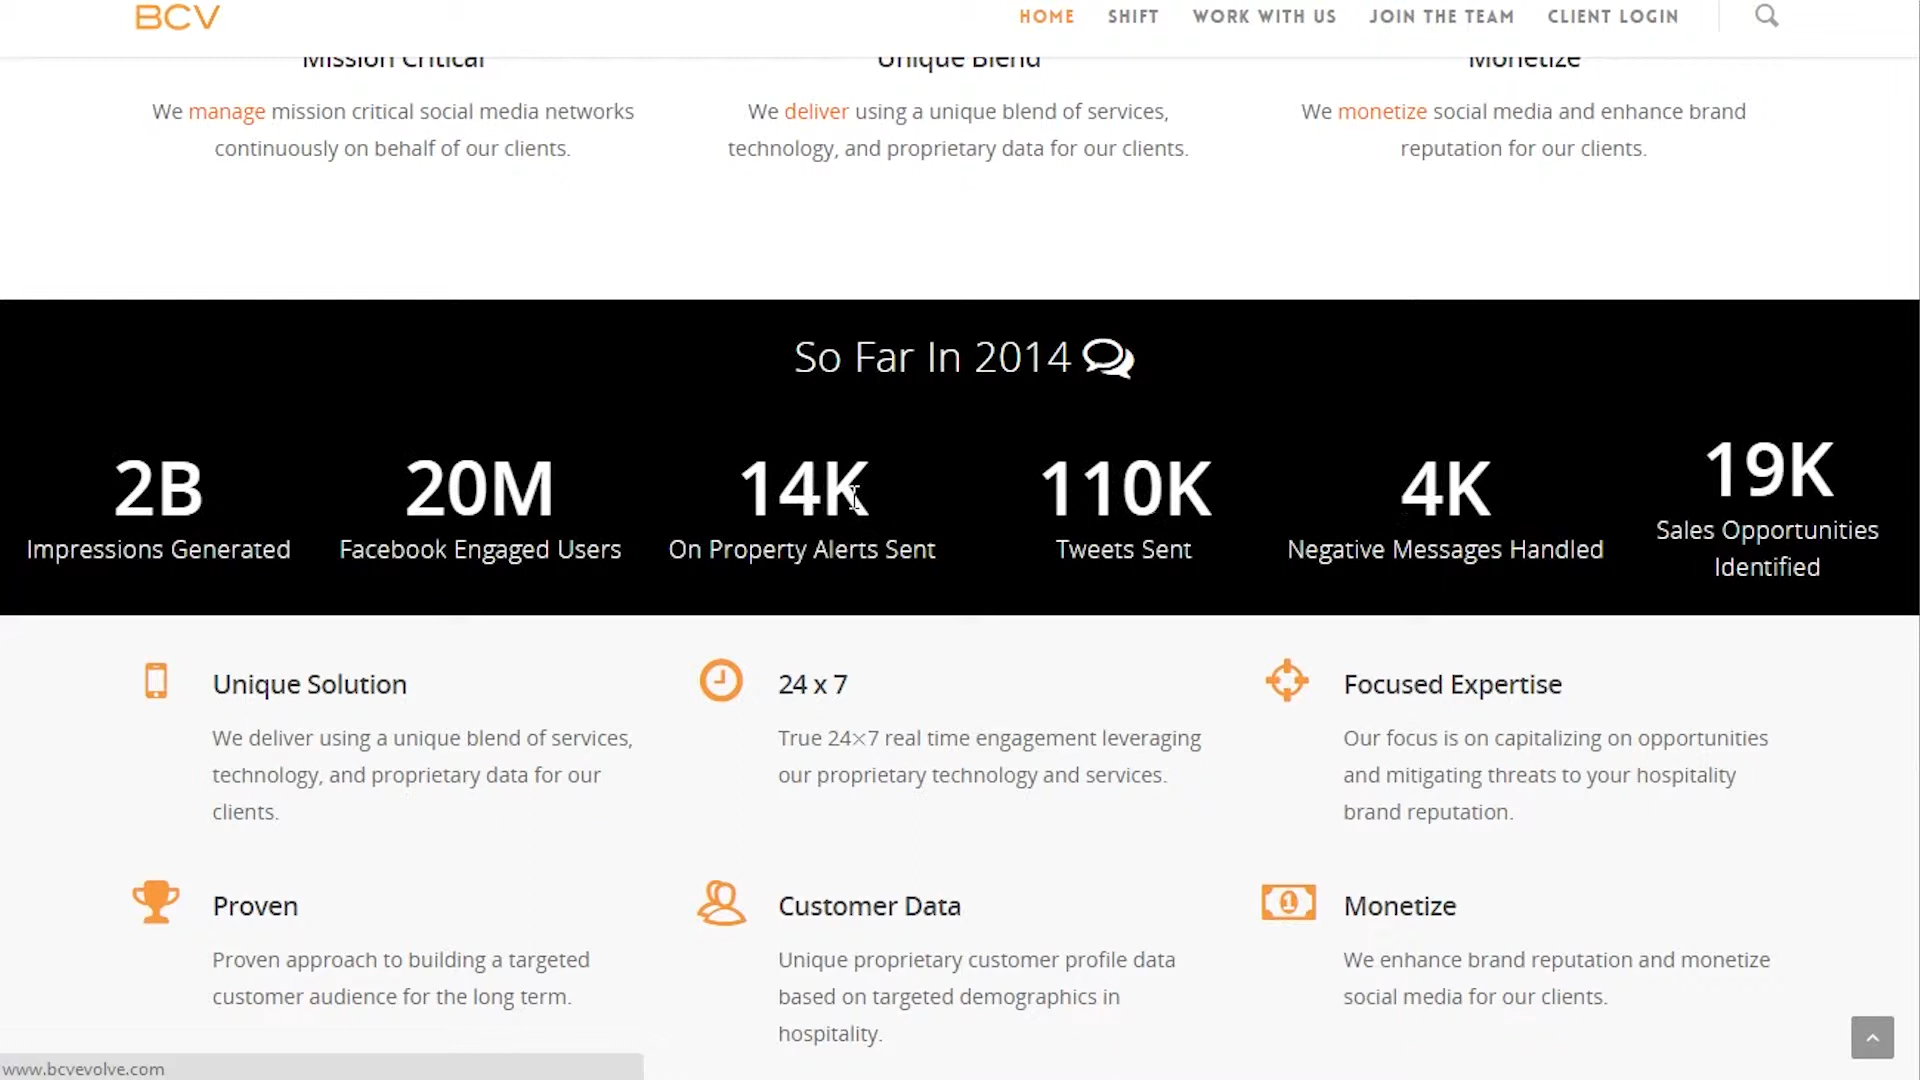 BCV
HOME SHIFT WORK WITH US JOIN THE TEAM CLIENT LOGIN
Mission Critical
Unique Blend
Monetize
We manage mission critical social media networks
continuously on behalf of our clients.
We deliver using a unique blend of services,
technology, and proprietary data for our clients.
We monetize social media and enhance brand
reputation for our clients.
So Far In 2014
2B
Impressions Generated
20M
Facebook Engaged Users
14K
On Property Alerts Sent
110K
Tweets Sent
4K
Negative Messages Handled
19K
Sales Opportunities
Identified
Unique Solution
We deliver using a unique blend of services,
technology, and proprietary data for our
clients.
24 x 7
True 24×7 real time engagement leveraging
our proprietary technology and services.
Focused Expertise
Our focus is on capitalizing on opportunities
and mitigating threats to your hospitality
brand reputation.
Proven
Proven approach to building a targeted
customer audience for the long term.
Customer Data
Unique proprietary customer profile data
based on targeted demographics in
hospitality.
1
Monetize
We enhance brand reputation and monetize
social media for our clients.
www.bcvevolve.com